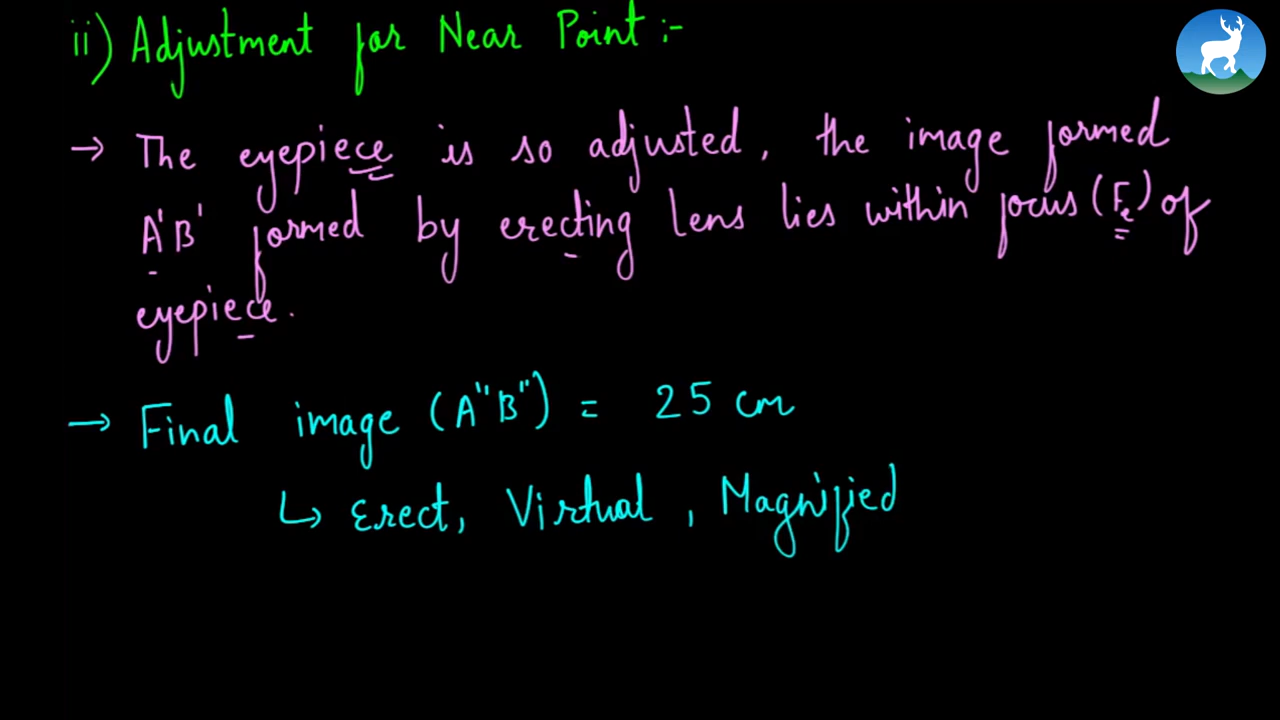 ii) Adjustment for Near Point :-
→ The eyepiece is so adjusted, the image formed
A'B' formed by erecting lens lies within focus (Fe) of
eyepiece.
→ Final image (A"B") = 25 cm
↳ Erect, Virtual, Magnified